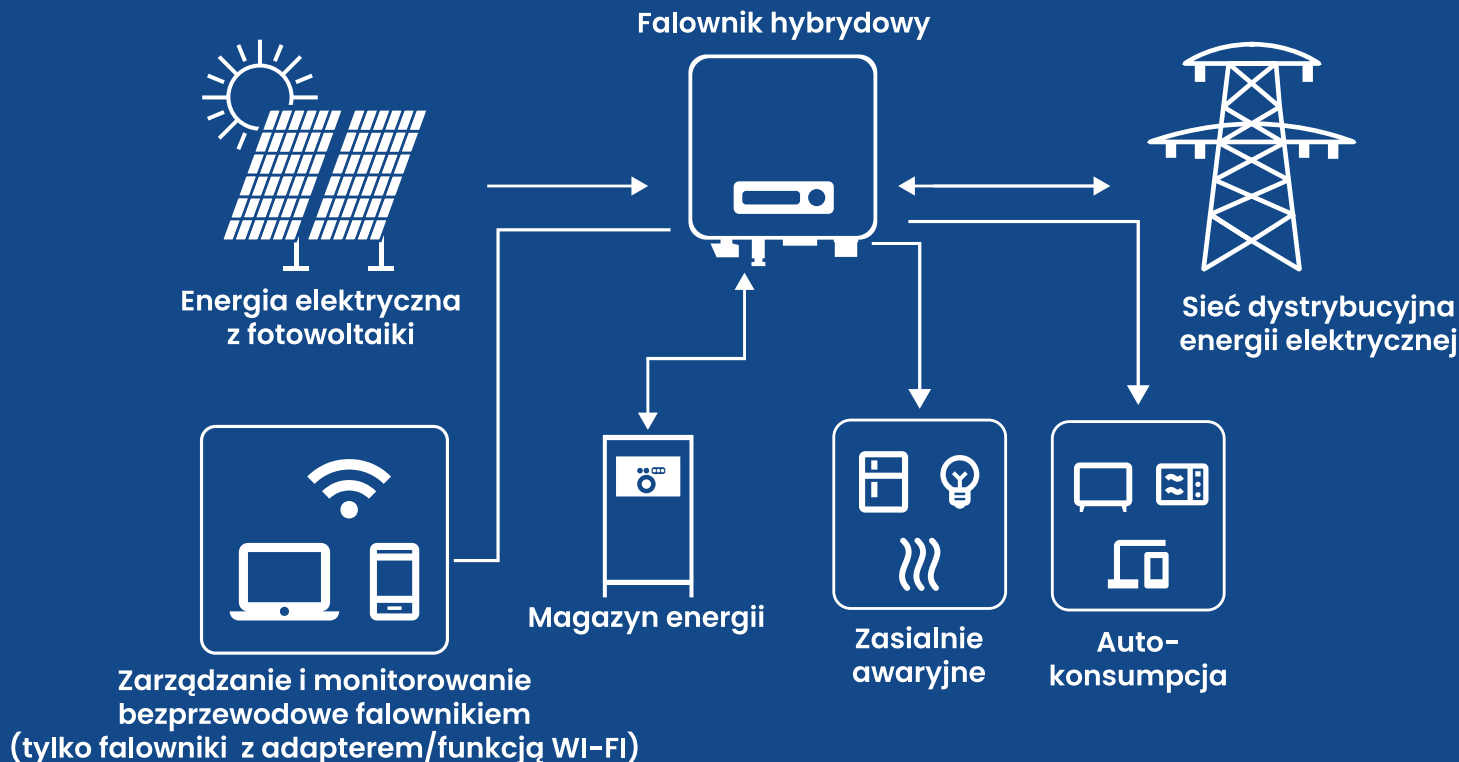 Falownik hybrydowy
Energia elektryczna
z fotowoltaiki
Sieć dystrybucyjna
energii elektrycznej
Magazyn energii
Zasialnie
awaryjne
Auto-
konsumpcja
Zarządzanie i monitorowanie
bezprzewodowe falownikiem
(tylko falowniki z adapterem/funkcją WI-FI)